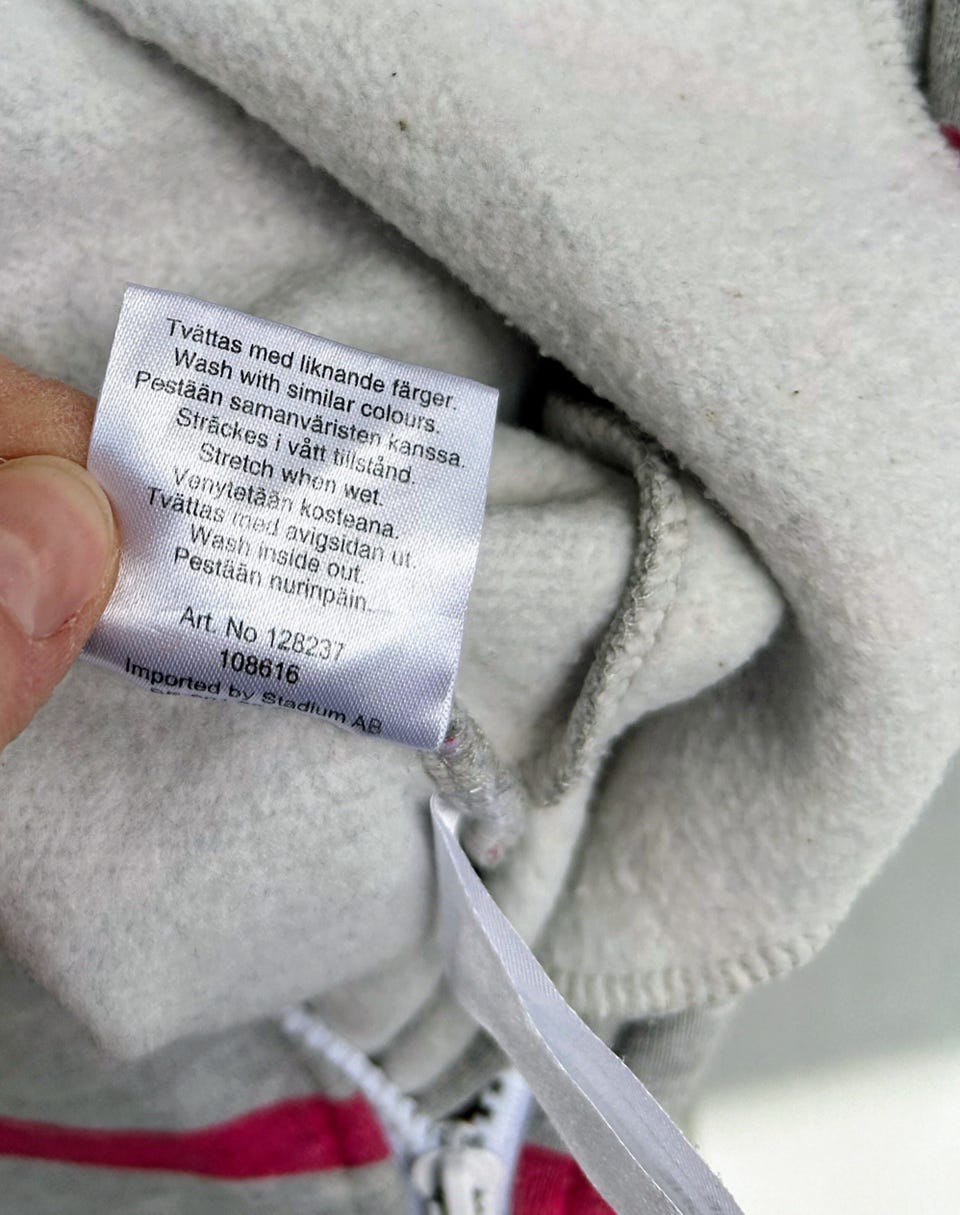 Tvättas med liknande färger.
Wash with similar colours.
Pestään samanväristen kanssa.
Sträckes i vått tillstånd.
Stretch when wet.
Venytetään kosteana.
Tvättas med avigsidan ut.
Wash inside out.
Pestään nurinpäin.
Art. No 128237
108616
Imported by Stadium AB